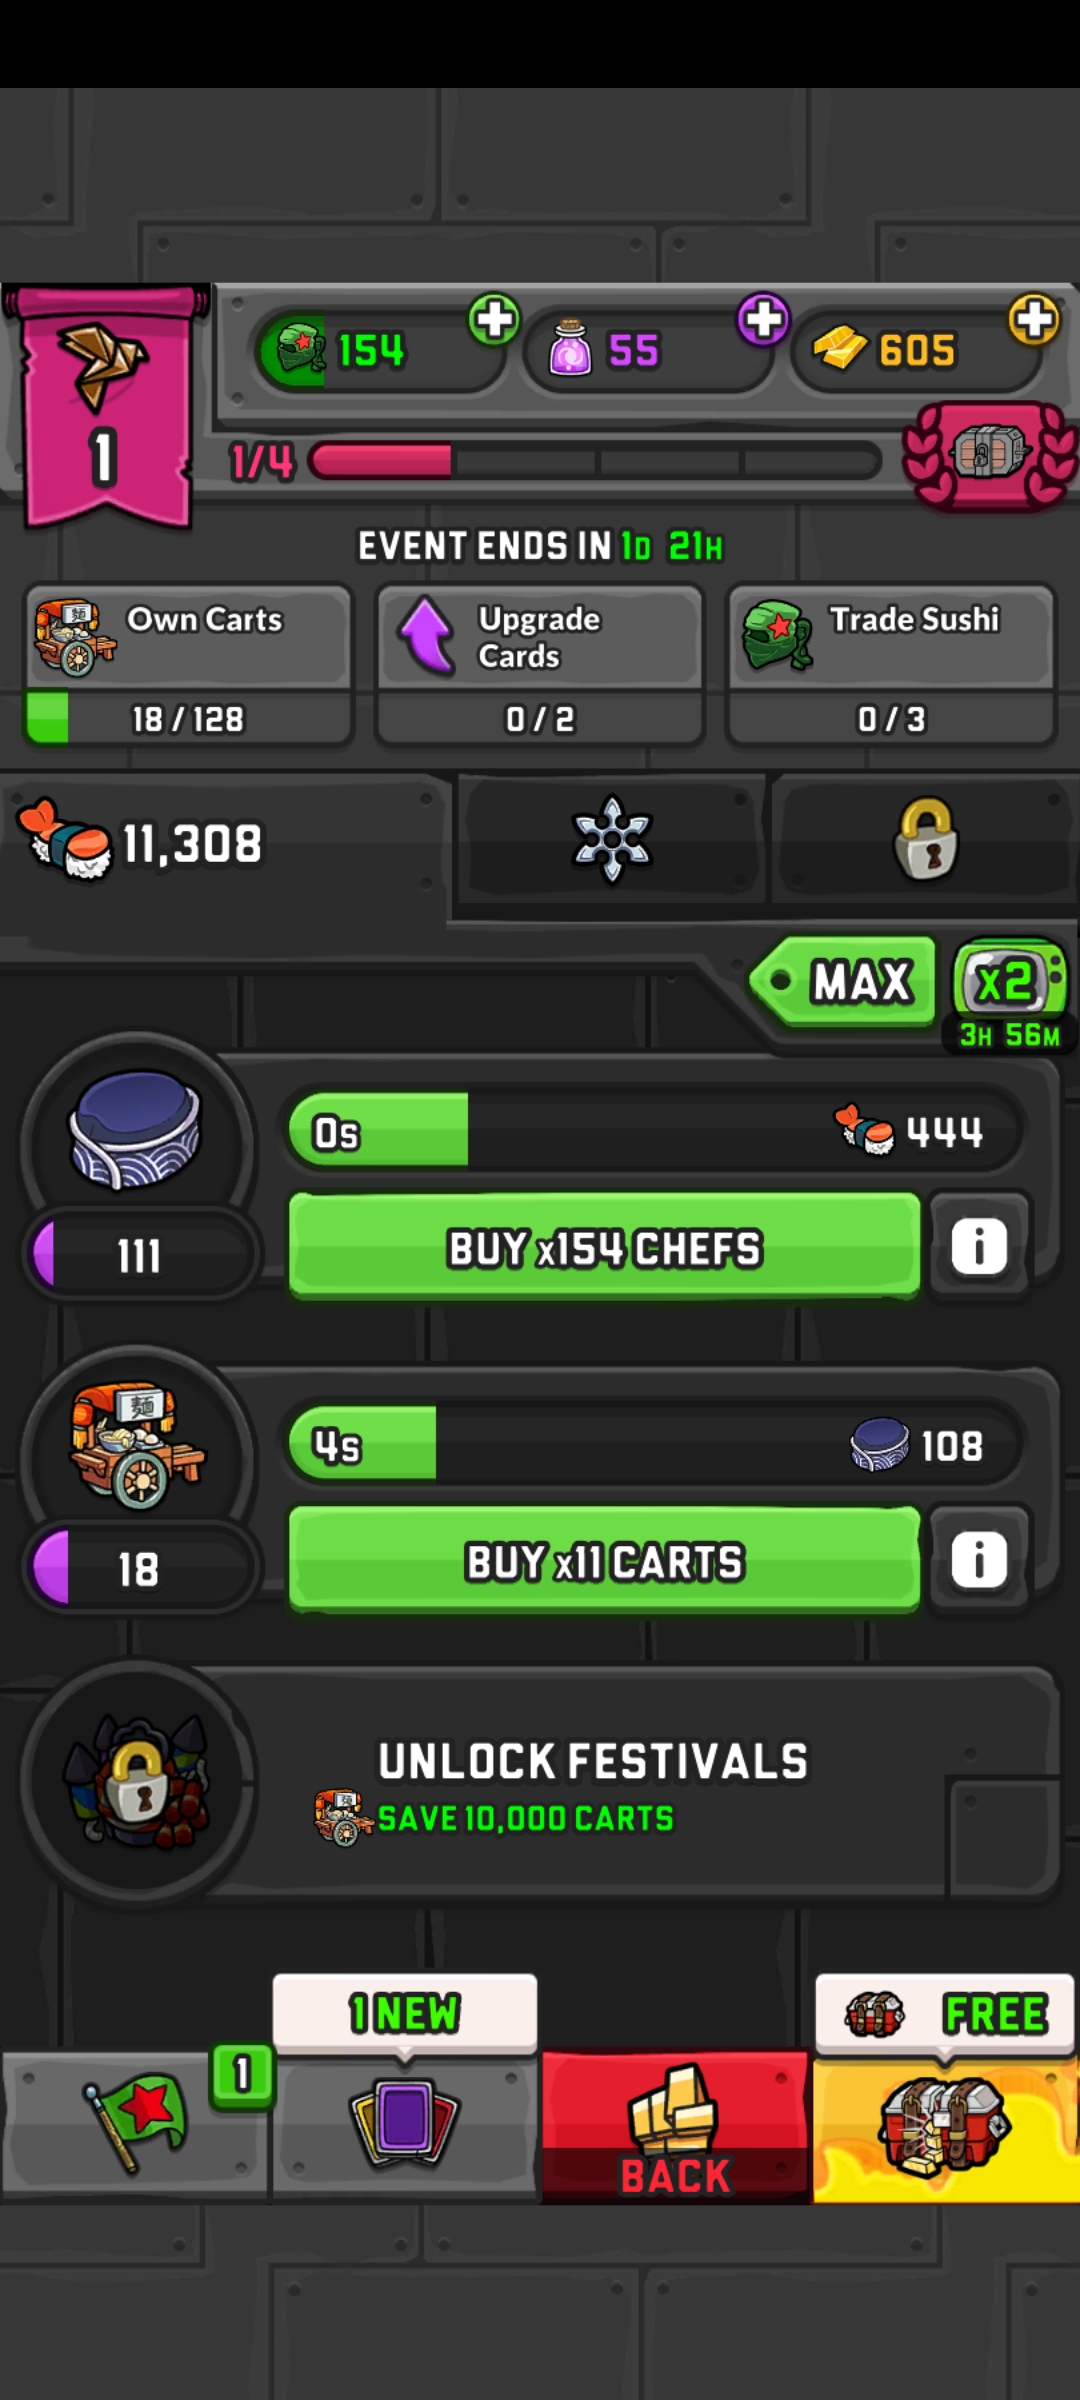 154
55
605
1
1/4
EVENT ENDS IN 1D 21H
Own Carts
Upgrade
Cards
Trade Sushi
18 / 128
0 / 2
0 / 3
11,308
MAX
x2
3H 56M
0s
444
BUY x154 CHEFS
i
111
麺
4s
108
BUY x11 CARTS
i
18
UNLOCK FESTIVALS
SAVE 10,000 CARTS
1 NEW
FREE
1
BACK